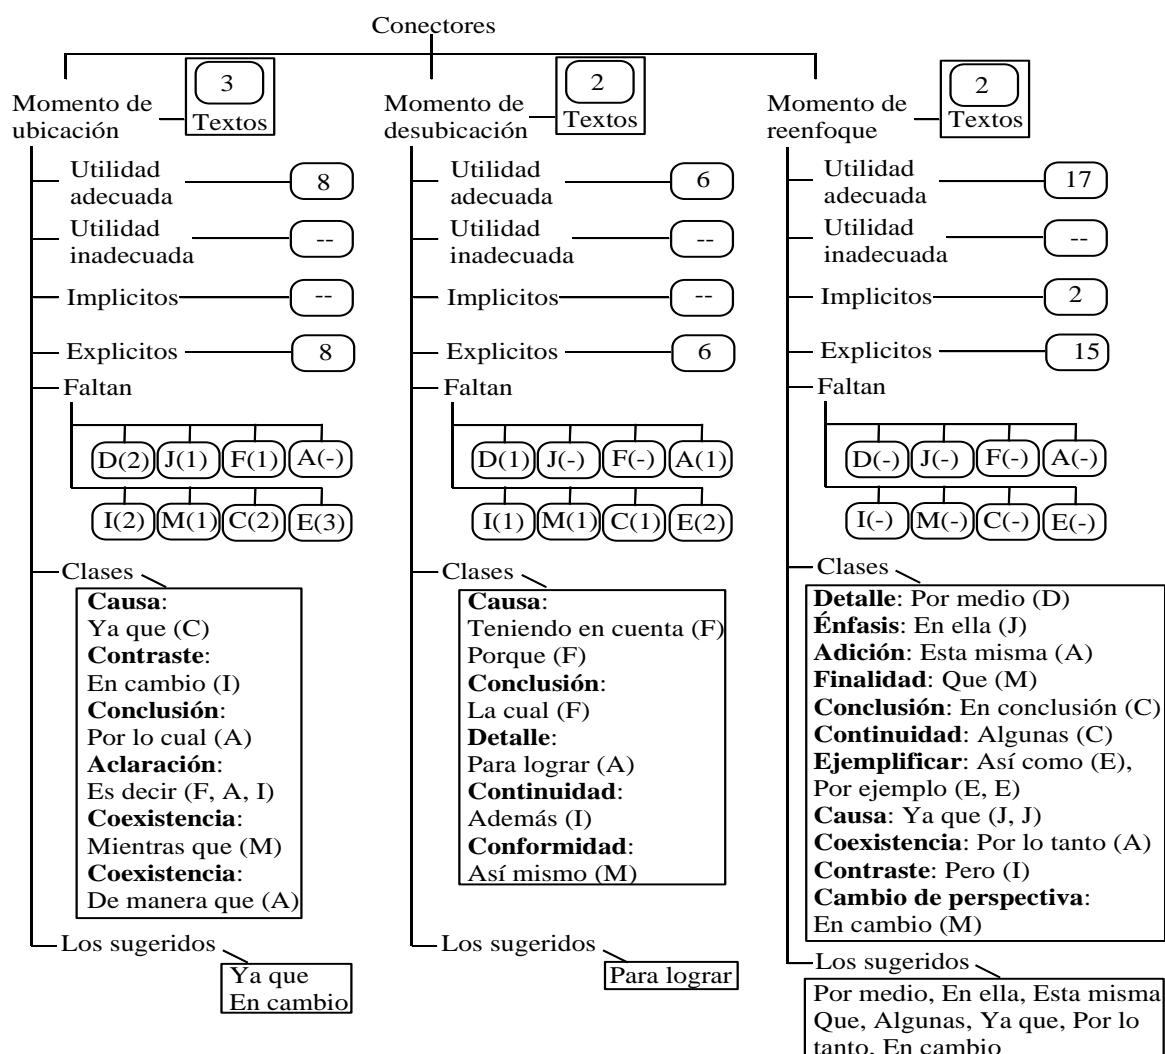 Conectores
Momento de
ubicación
3
Textos
Utilidad
adecuada
8
Utilidad
inadecuada
--
Implicitos
--
Explicitos
8
Faltan
D(2) J(1) F(1) A(-)
I(2) M(1) C(2) E(3)
Clases
Causa:
Ya que (C)
Contraste:
En cambio (I)
Conclusión:
Por lo cual (A)
Aclaración:
Es decir (F, A, I)
Coexistencia:
Mientras que (M)
Coexistencia:
De manera que (A)
Los sugeridos
Ya que
En cambio
Momento de
desubicación
2
Textos
Utilidad
adecuada
6
Utilidad
inadecuada
--
Implicitos
--
Explicitos
6
Faltan
D(1) J(-) F(-) A(1)
I(1) M(1) C(1) E(2)
Clases
Causa:
Teniendo en cuenta (F)
Porque (F)
Conclusión:
La cual (F)
Detalle:
Para lograr (A)
Continuidad:
Además (I)
Conformidad:
Así mismo (M)
Los sugeridos
Para lograr
Momento de
reenfoque
2
Textos
Utilidad
adecuada
17
Utilidad
inadecuada
--
Implicitos
2
Explicitos
15
Faltan
D(-) J(-) F(-) A(-)
I(-) M(-) C(-) E(-)
Clases
Detalle: Por medio (D)
Énfasis: En ella (J)
Adición: Esta misma (A)
Finalidad: Que (M)
Conclusión: En conclusión (C)
Continuidad: Algunas (C)
Ejemplificar: Así como (E),
Por ejemplo (E, E)
Causa: Ya que (J, J)
Coexistencia: Por lo tanto (A)
Contraste: Pero (I)
Cambio de perspectiva:
En cambio (M)
Los sugeridos
Por medio, En ella, Esta misma
Que, Algunas, Ya que, Por lo
tanto, En cambio